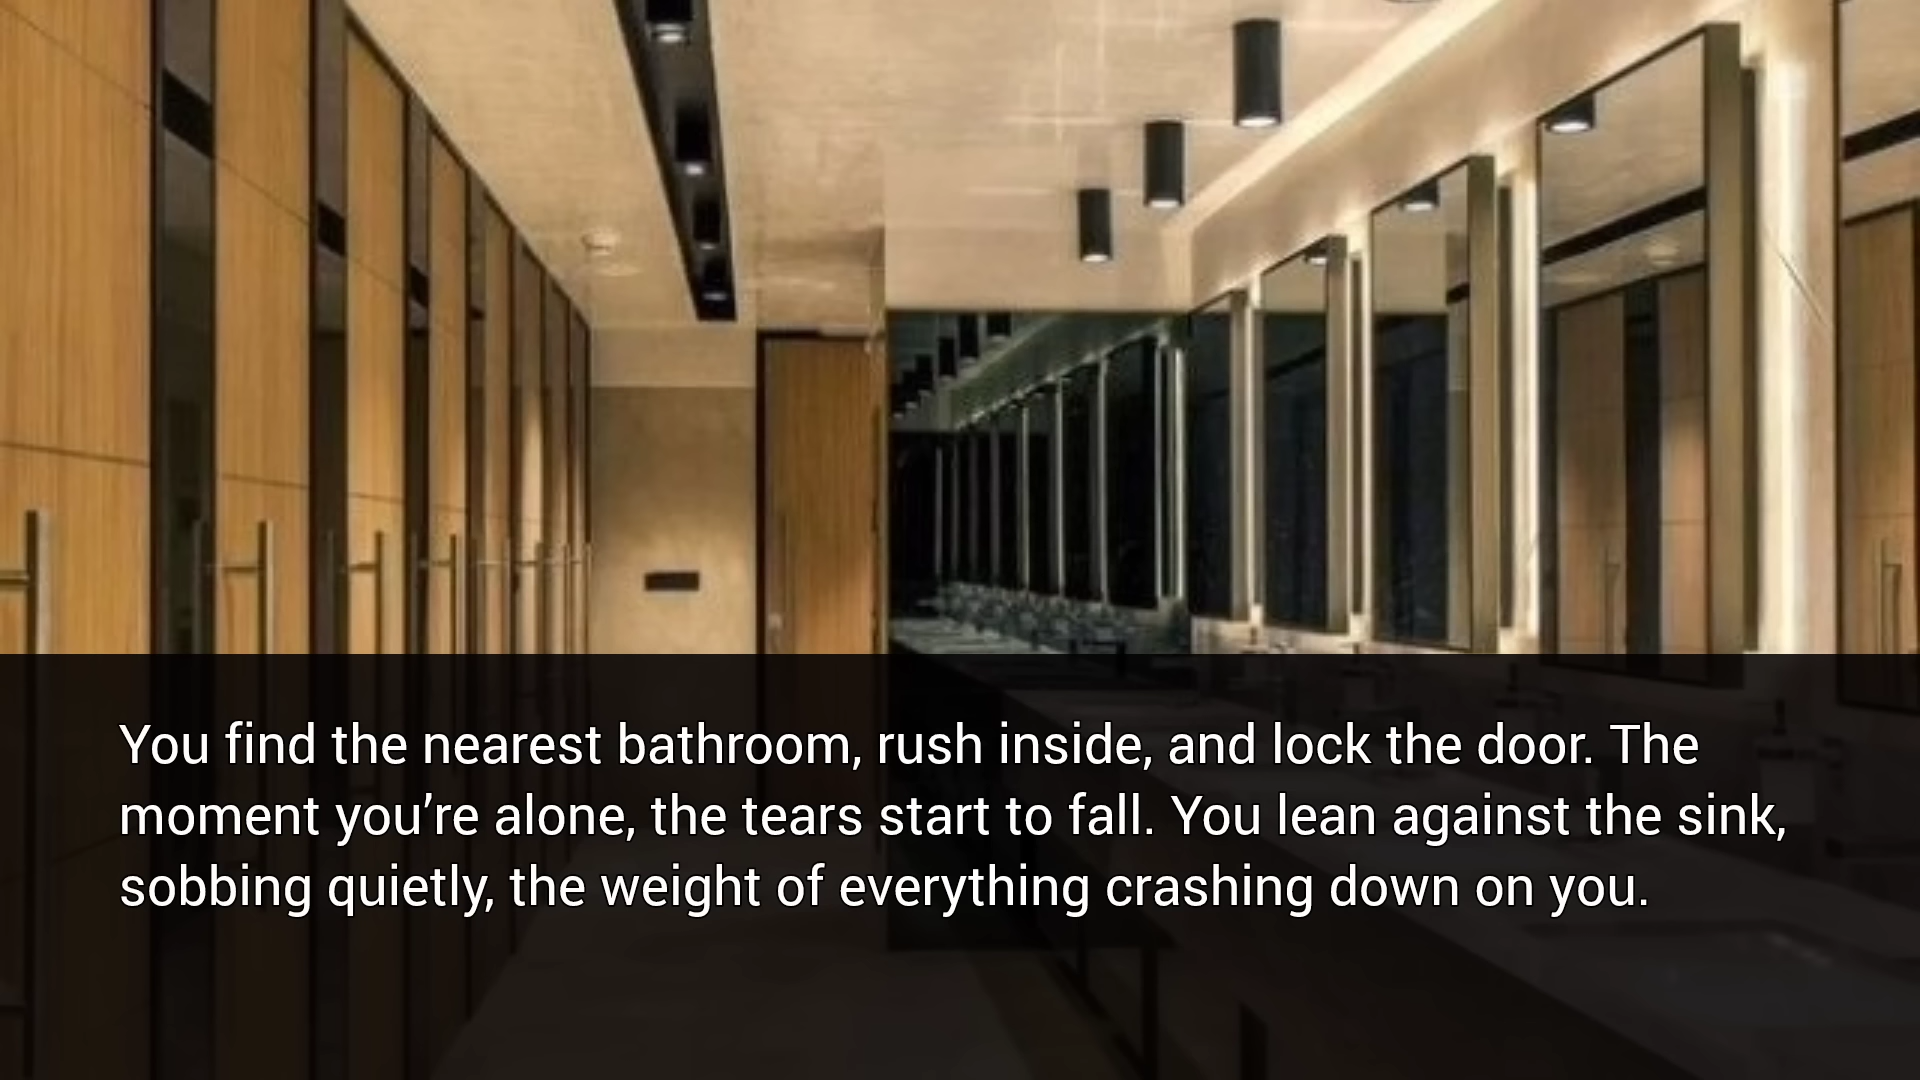 You find the nearest bathroom, rush inside, and lock the door. The
moment you’re alone, the tears start to fall. You lean against the sink,
sobbing quietly, the weight of everything crashing down on you.